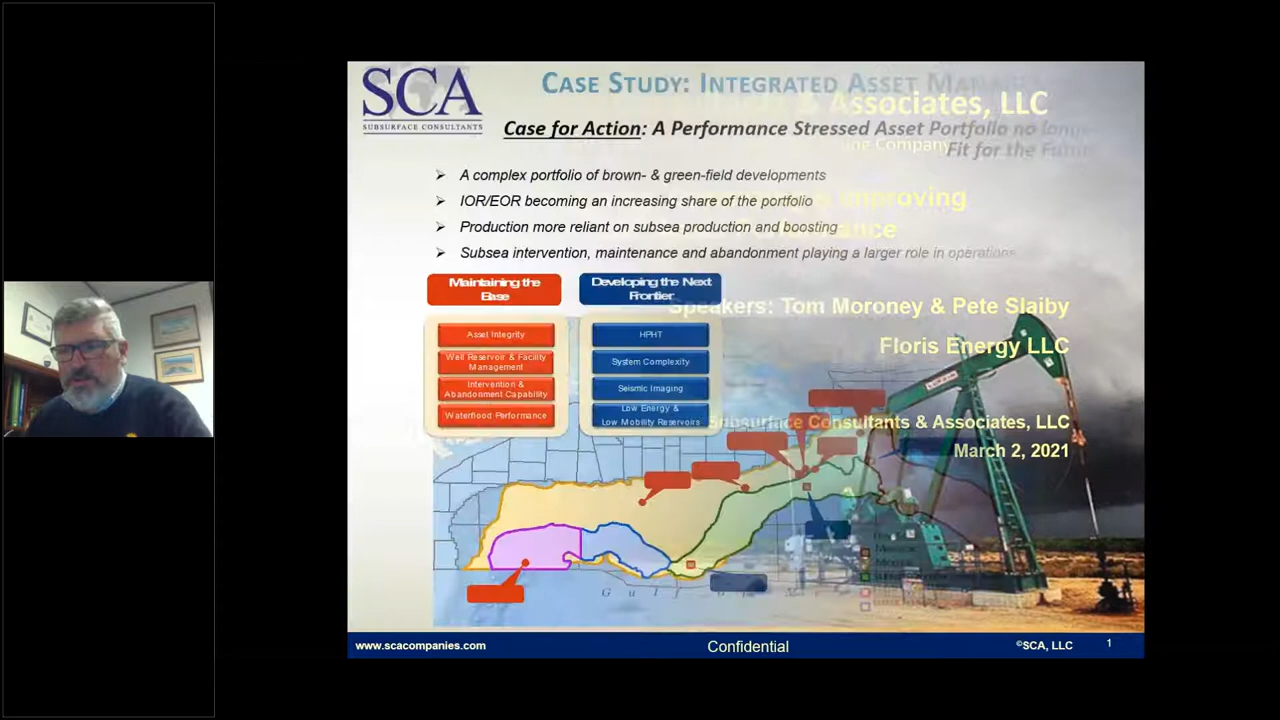 SCA
SUBSURFACE CONSULTANTS
CASE STUDY: INTEGRATED ASSET
& Associates, LLC
Case for Action: A Performance Stressed Asset Portfolio no longe
Company
Fit for the Futu
A complex portfolio of brown- & green-field developments
IOR/EOR becoming an increasing share of the portfolio
Improving
Production more reliant on subsea production and boosting
Subsea intervention, maintenance and abandonment playing a larger role in operations
Maintaining the
Base
Developing the Next
Frontier
Speakers: Tom Moroney & Pete Slaiby
Floris Energy LLC
Asset Integrity
Well Reservoir & Facility
Management
Intervention &
Abandonment Capability
Waterflood Performance
HPHT
System Complexity
Seismic Imaging
Low Energy &
Low Mobility Reservoirs
Subsurface Consultants & Associates, LLC
March 2, 2021
www.scacompanies.com
Confidential
©SCA, LLC
1